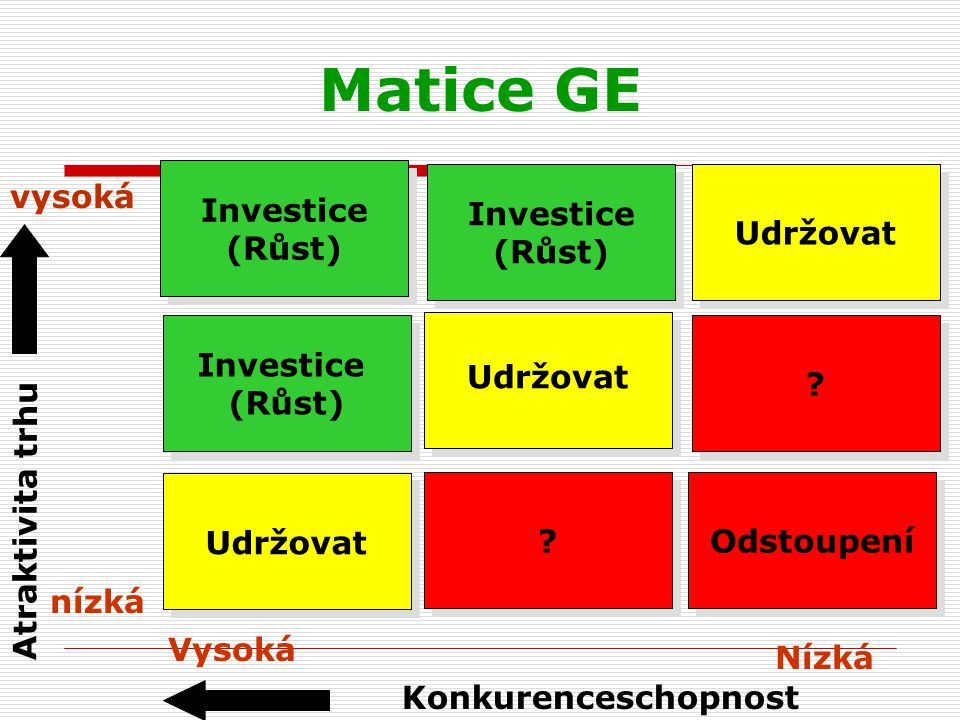 Matice GE
vysoká
Investice
(Růst)
Investice
(Růst)
Udržovat
Investice
(Růst)
Udržovat
?
Atraktivita trhu
Udržovat
?
Odstoupení
nízká
Vysoká
Nízká
Konkurenceschopnost